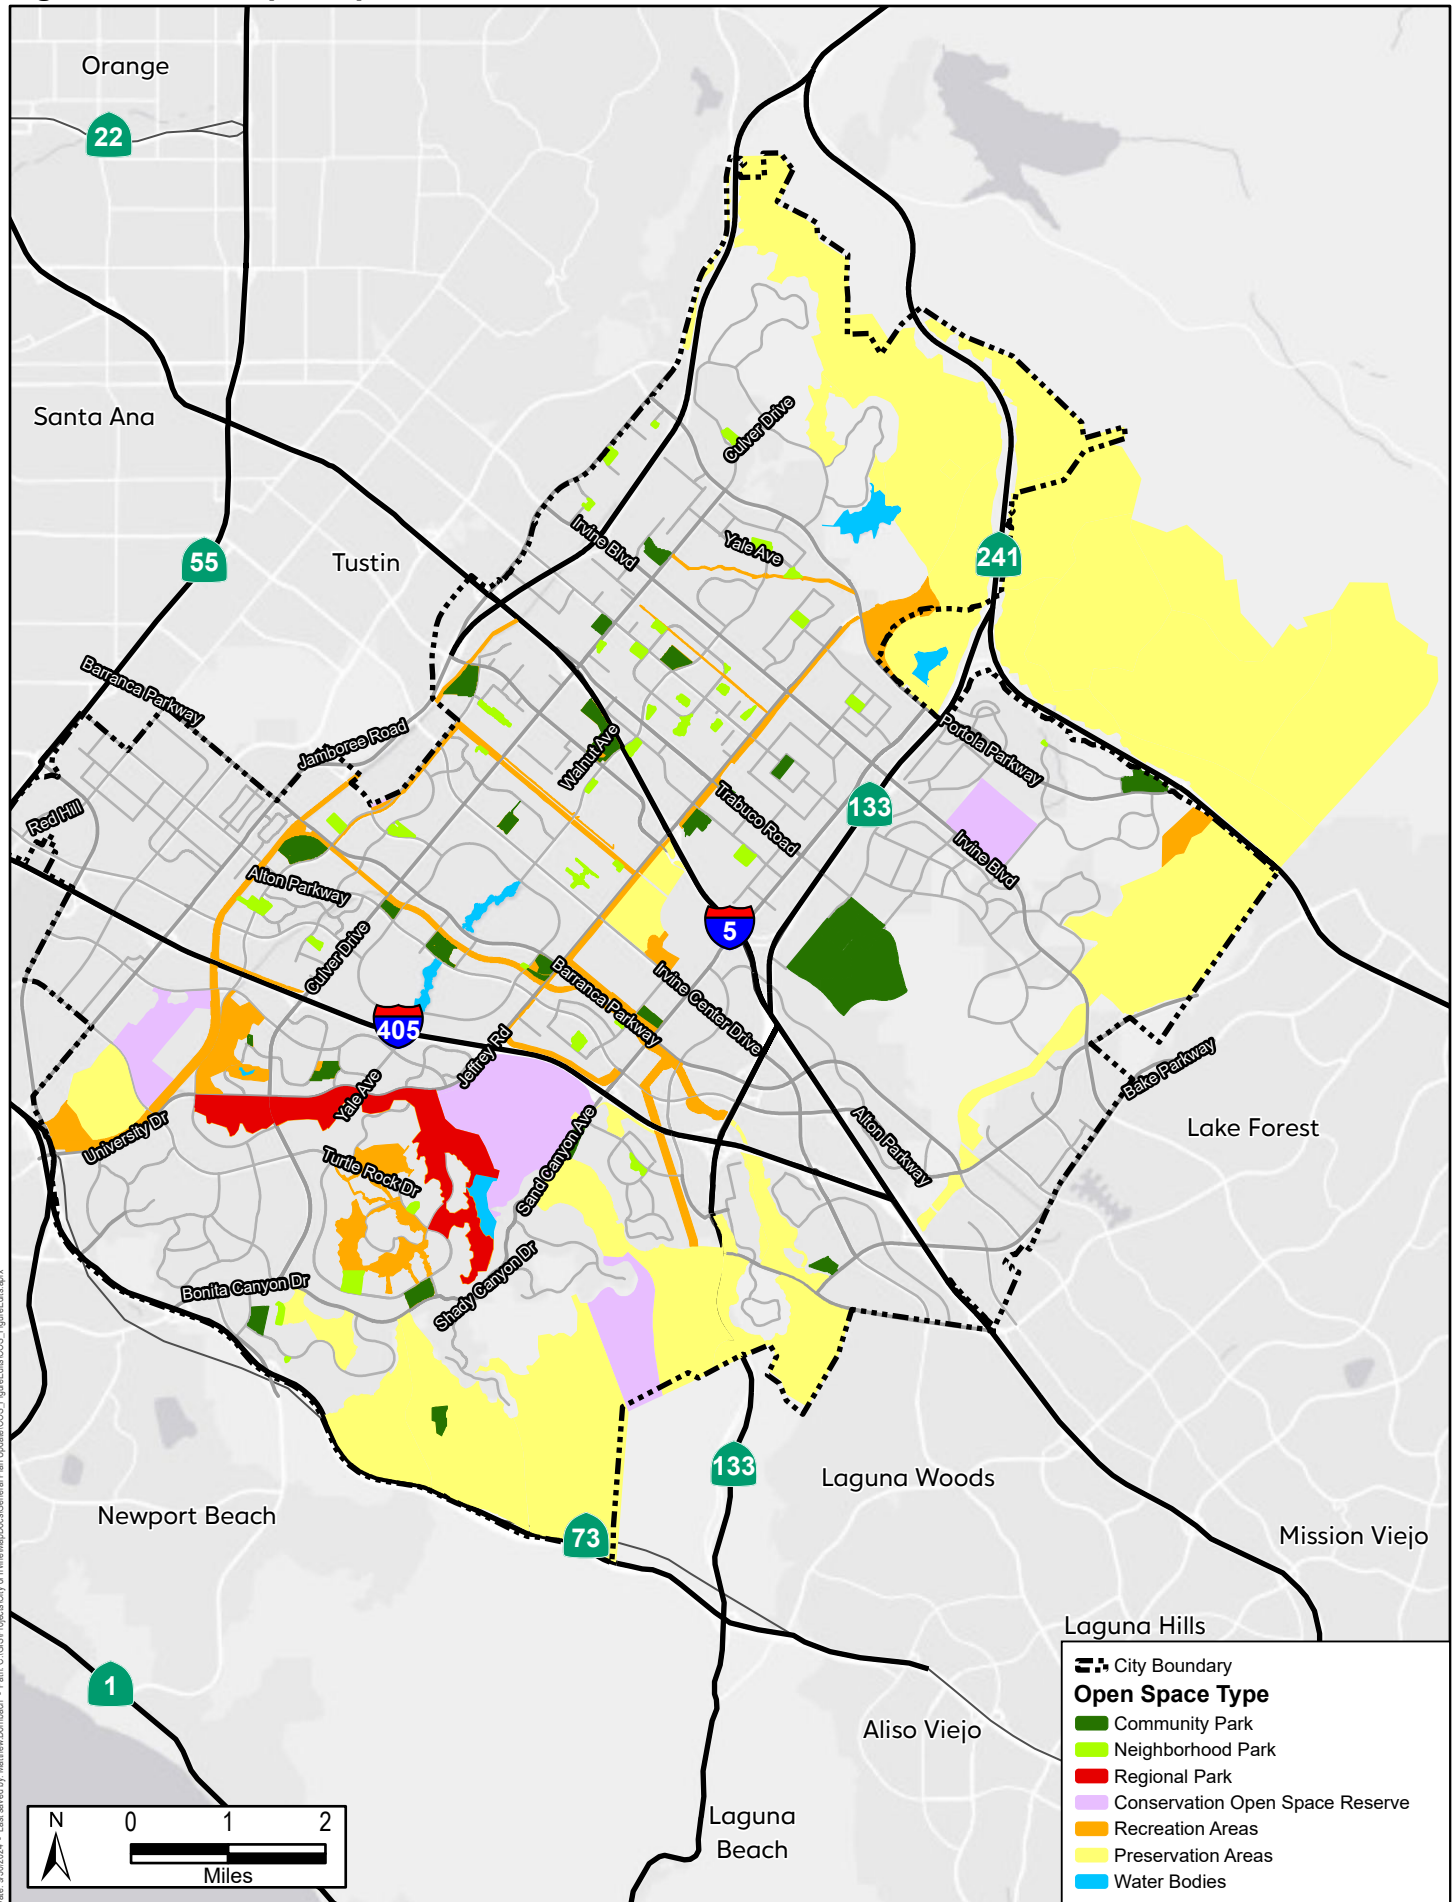 Orange
22
Santa Ana
Culver Drive
Irvine Blvd
Yale Ave
55
Tustin
241
Barranca Parkway
Jamboree Road
Walnut Ave
Portola Parkway
Red Hill
Trabuco Road
133
Irvine Blvd
Alton Parkway
5
Culver Drive
Barranca Parkway
Irvine Center Drive
405
Jeffrey Rd
Bake Parkway
Yale Ave
University Dr
Alton Parkway
Lake Forest
Turtle Rock Dr
Sand Canyon Ave
Bonita Canyon Dr
Shady Canyon Dr
133
Laguna Woods
Newport Beach
73
Mission Viejo
Laguna Hills
1
Aliso Viejo
Laguna
Beach
N
0 1 2
Miles
City Boundary
Open Space Type
Community Park
Neighborhood Park
Regional Park
Conservation Open Space Reserve
Recreation Areas
Preservation Areas
Water Bodies